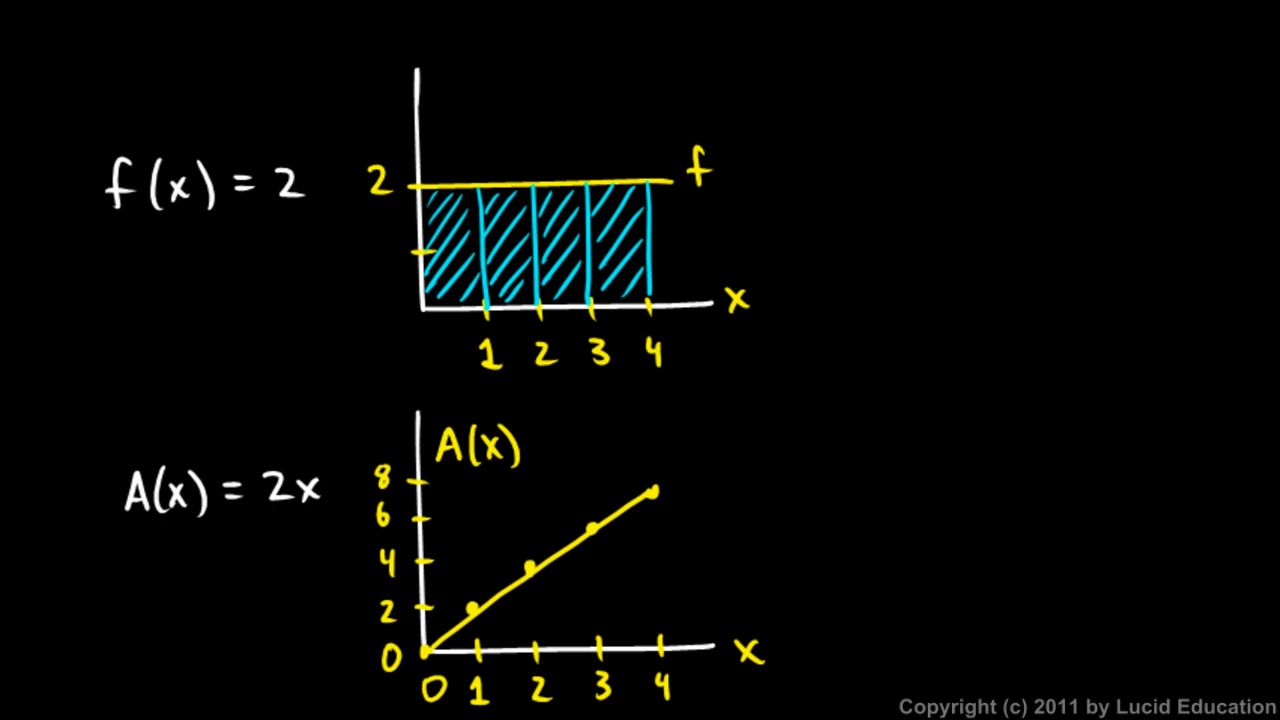 f(x) = 2
2
f
x
1 2 3 4
A(x) = 2x
A(x)
8
6
4
2
0
x
0 1 2 3 4
Copyright (c) 2011 by Lucid Education